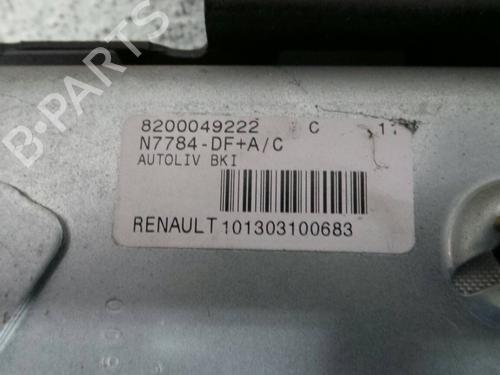 B-PARTS
8200049222 C
N7784-DF+A/C
AUTOLIV BKI
RENAULT 101303100683